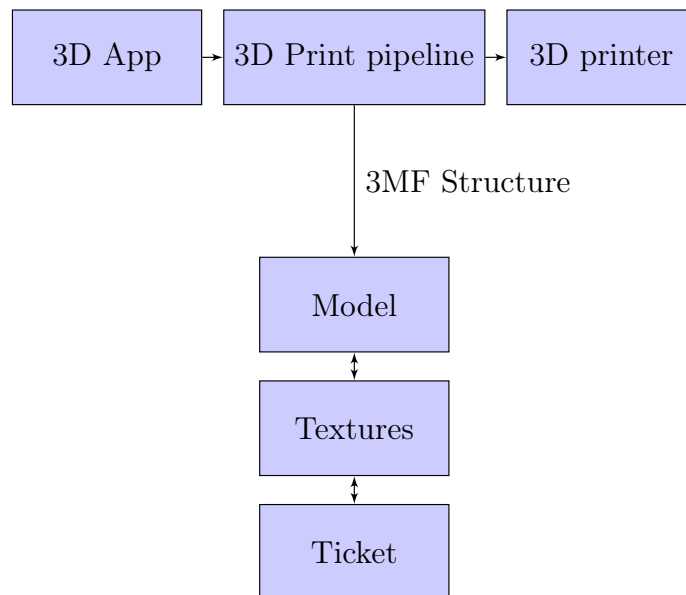 3D App
3D Print pipeline
3D printer
3MF Structure
Model
Textures
Ticket